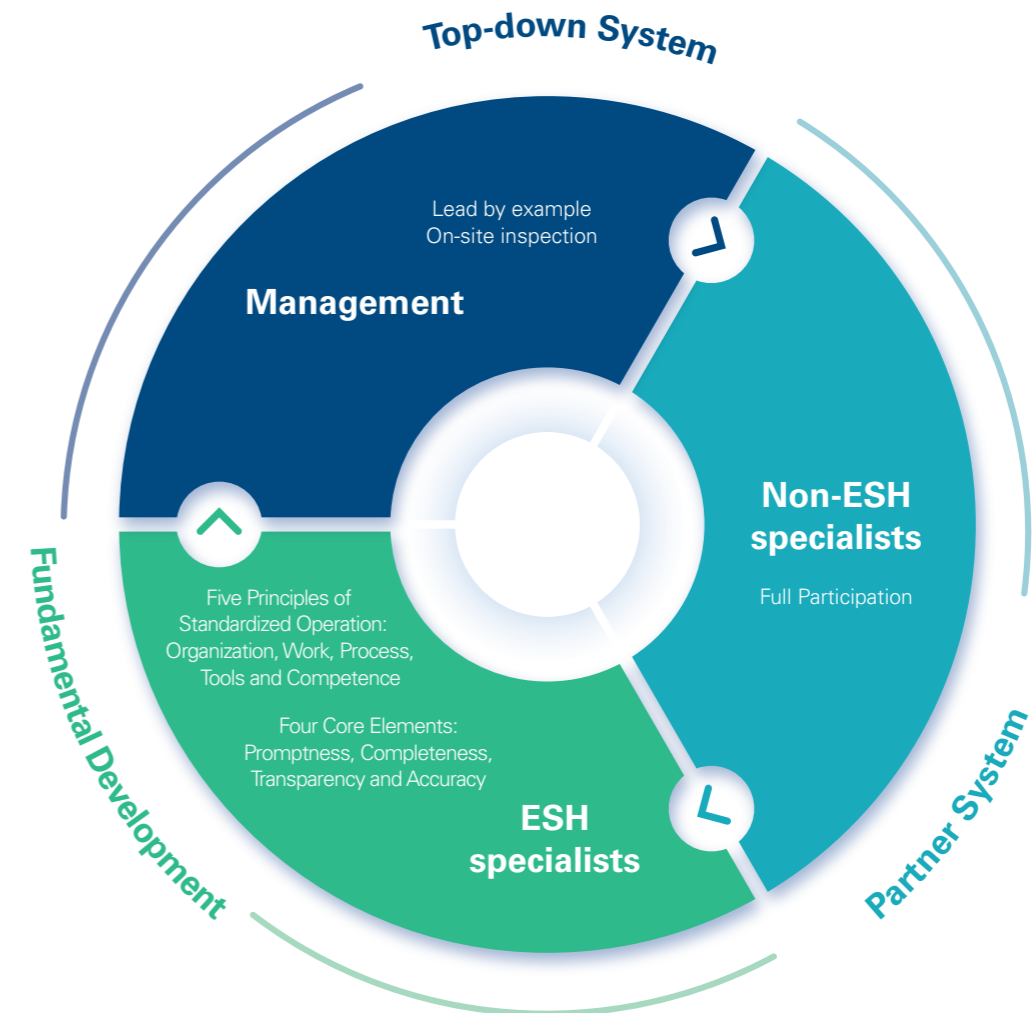 Top-down System
Lead by example
On-site inspection
Management
Non-ESH
specialists
Full Participation
Partner System
Five Principles of
Standardized Operation:
Organization, Work, Process,
Tools and Competence
Four Core Elements:
Promptness, Completeness,
Transparency and Accuracy
ESH
specialists
Fundamental Development